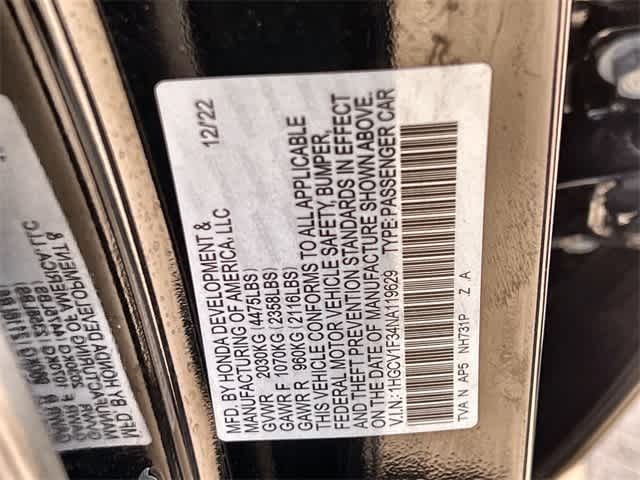 MFD. BY HONDA DEVELOPMENT & 12/22
MANUFACTURING OF AMERICA, LLC
GVWR 2030KG (4475LBS)
GAWR F 1070KG (2358LBS)
GAWR R 960KG (2116LBS)
THIS VEHICLE CONFORMS TO ALL APPLICABLE
FEDERAL MOTOR VEHICLE SAFETY, BUMPER,
AND THEFT PREVENTION STANDARDS IN EFFECT
ON THE DATE OF MANUFACTURE SHOWN ABOVE.
V.I.N.: 1HGCV1F34NA119629 TYPE: PASSENGER CAR
TVA N AP5 NH731P Z A